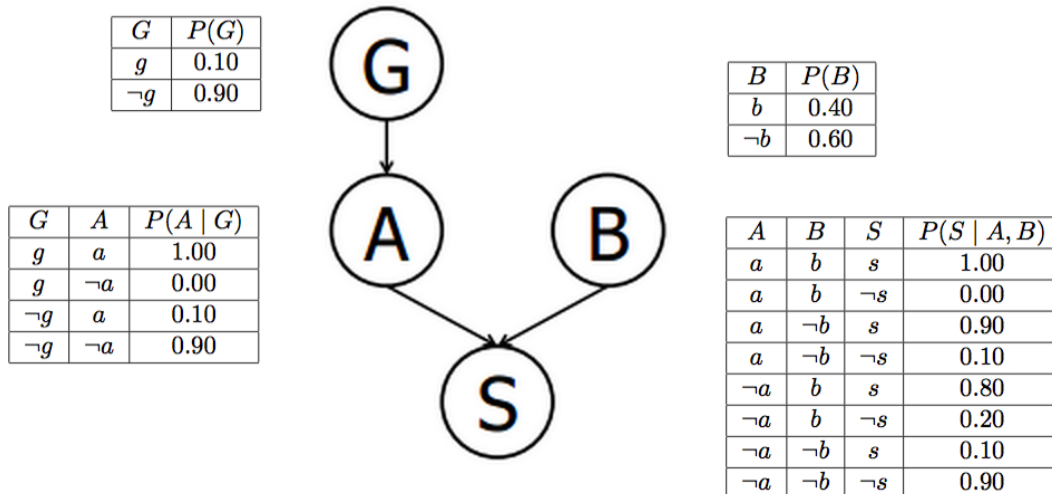 G P(G)
g 0.10
¬g 0.90
G
B P(B)
b 0.40
¬b 0.60
G A P(A | G)
g a 1.00
g ¬a 0.00
¬g a 0.10
¬g ¬a 0.90
A
B
A B S P(S | A, B)
a b s 1.00
a b ¬s 0.00
a ¬b s 0.90
a ¬b ¬s 0.10
¬a b s 0.80
¬a b ¬s 0.20
¬a ¬b s 0.10
¬a ¬b ¬s 0.90
S